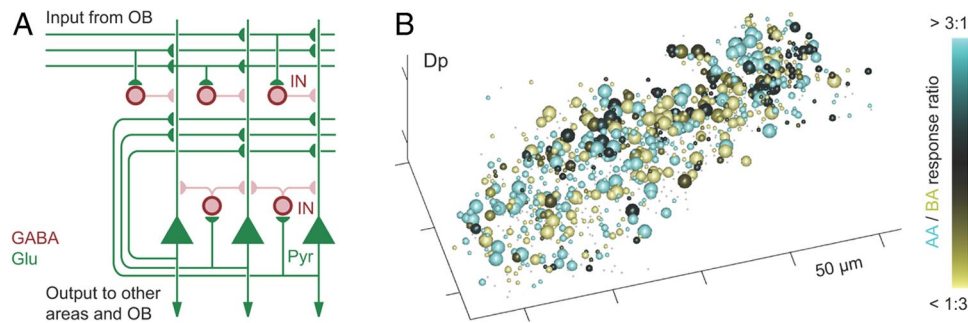 A
Input from OB
IN
IN
GABA
Glu
Pyr
Output to other
areas and OB
B
Dp
50 µm
> 3:1
AA / BA response ratio
< 1:3